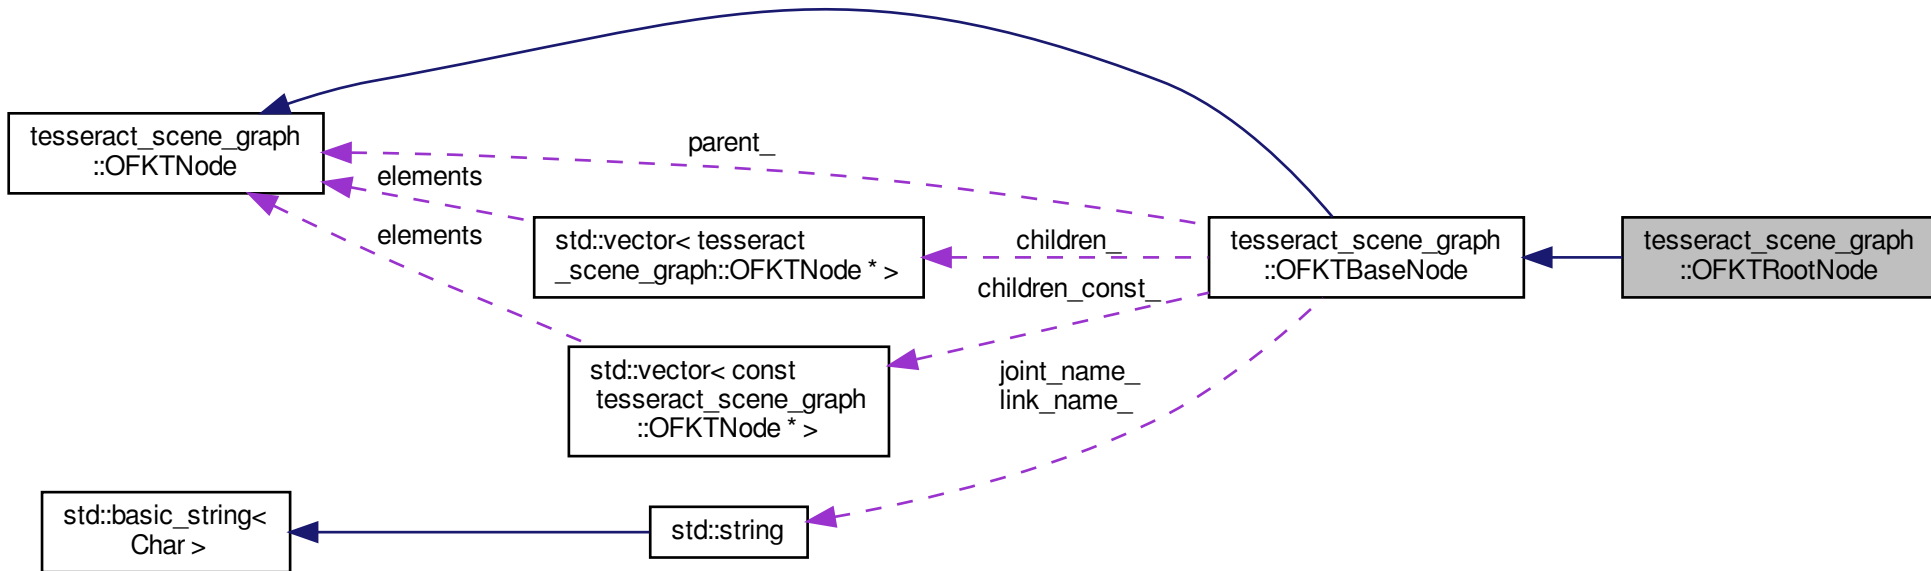 tesseract_scene_graph
::OFKTNode
parent_
elements
elements
std::vector< tesseract
_scene_graph::OFKTNode * >
children_
children_const_
tesseract_scene_graph
::OFKTBaseNode
tesseract_scene_graph
::OFKTRootNode
std::vector< const
tesseract_scene_graph
::OFKTNode * >
joint_name_
link_name_
std::basic_string<
Char >
std::string